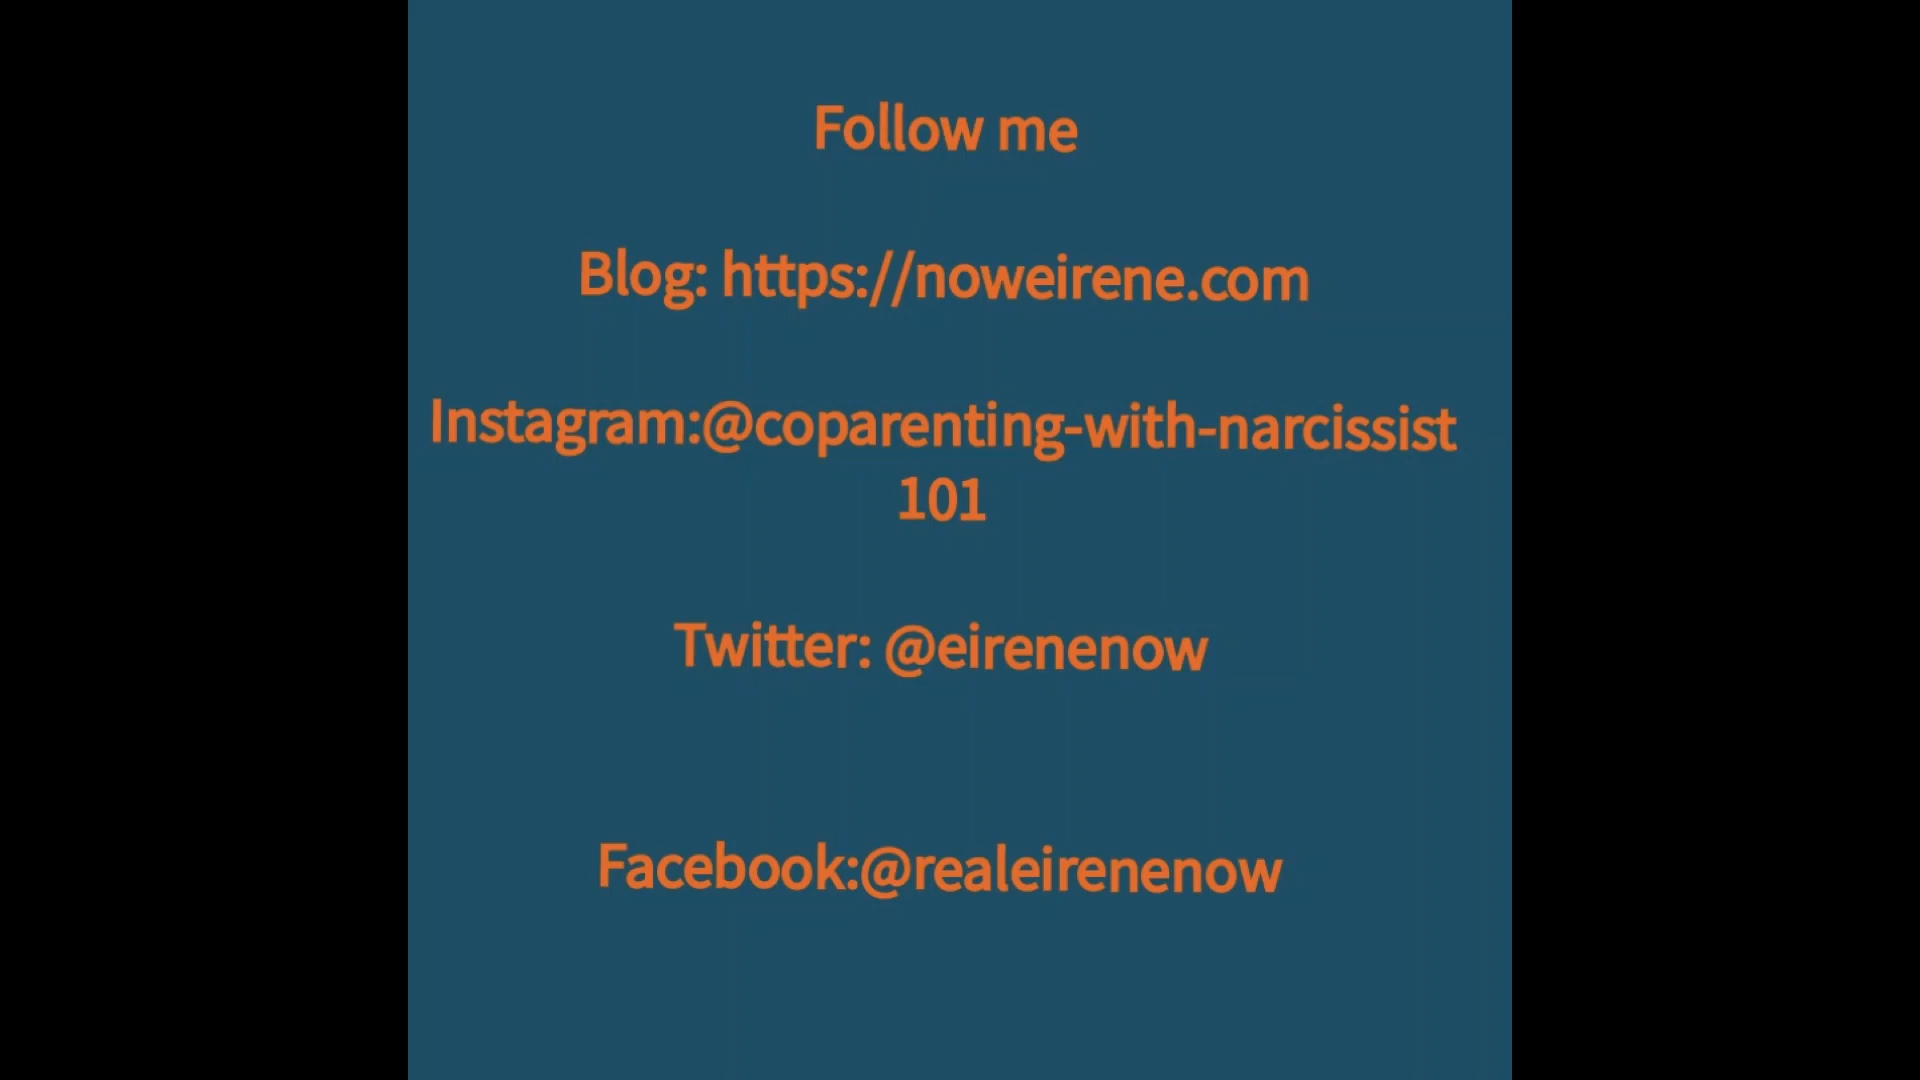 Follow me
Blog: https://noweirene.com
Instagram:@coparenting-with-narcissist
101
Twitter: @eirenenow
Facebook:@realeirenenow